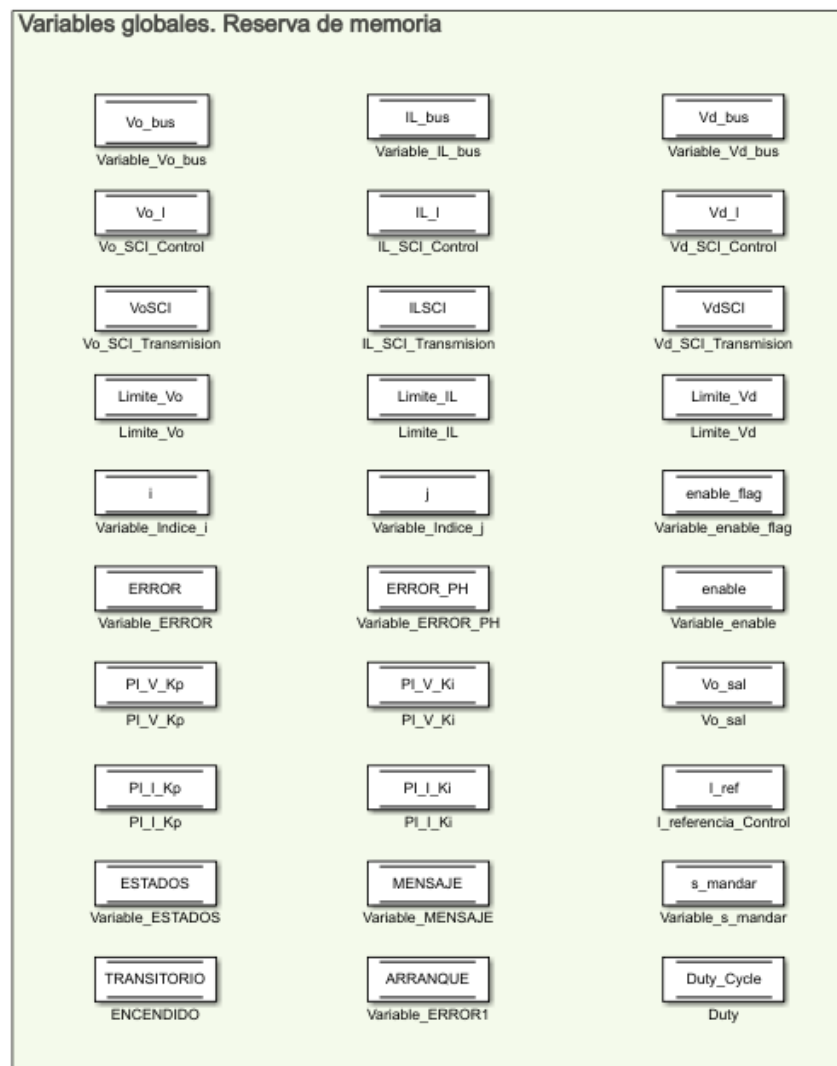 Variables globales. Reserva de memoria
Vo_bus IL_bus Vd_bus
Variable_Vo_bus Variable_IL_bus Variable_Vd_bus
Vo_I IL_I Vd_I
Vo_SCI_Control IL_SCI_Control Vd_SCI_Control
VoSCI ILSCI VdSCI
Vo_SCI_Transmision IL_SCI_Transmision Vd_SCI_Transmision
Limite_Vo Limite_IL Limite_Vd
Limite_Vo Limite_IL Limite_Vd
i j enable_flag
Variable_Indice_i Variable_Indice_j Variable_enable_flag
ERROR ERROR_PH enable
Variable_ERROR Variable_ERROR_PH Variable_enable
PI_V_Kp PI_V_Ki Vo_sal
PI_V_Kp PI_V_Ki Vo_sal
PI_I_Kp PI_I_Ki I_ref
PI_I_Kp PI_I_Ki I_referencia_Control
ESTADOS MENSAJE s_mandar
Variable_ESTADOS Variable_MENSAJE Variable_s_mandar
TRANSITORIO ARRANQUE Duty_Cycle
ENCENDIDO Variable_ERROR1 Duty